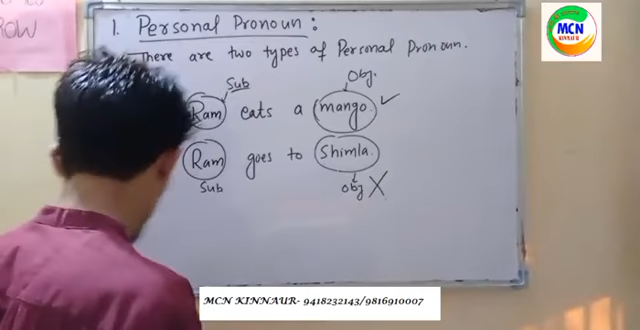 ROW
1. Personal Pronoun :
There are two types of Personal Pronoun.
Sub Obj.
Ram eats a mango. ✓
Ram goes to Shimla.
Sub obj X
MCN
KINNAUR
MCN KINNAUR- 9418232143/9816910007